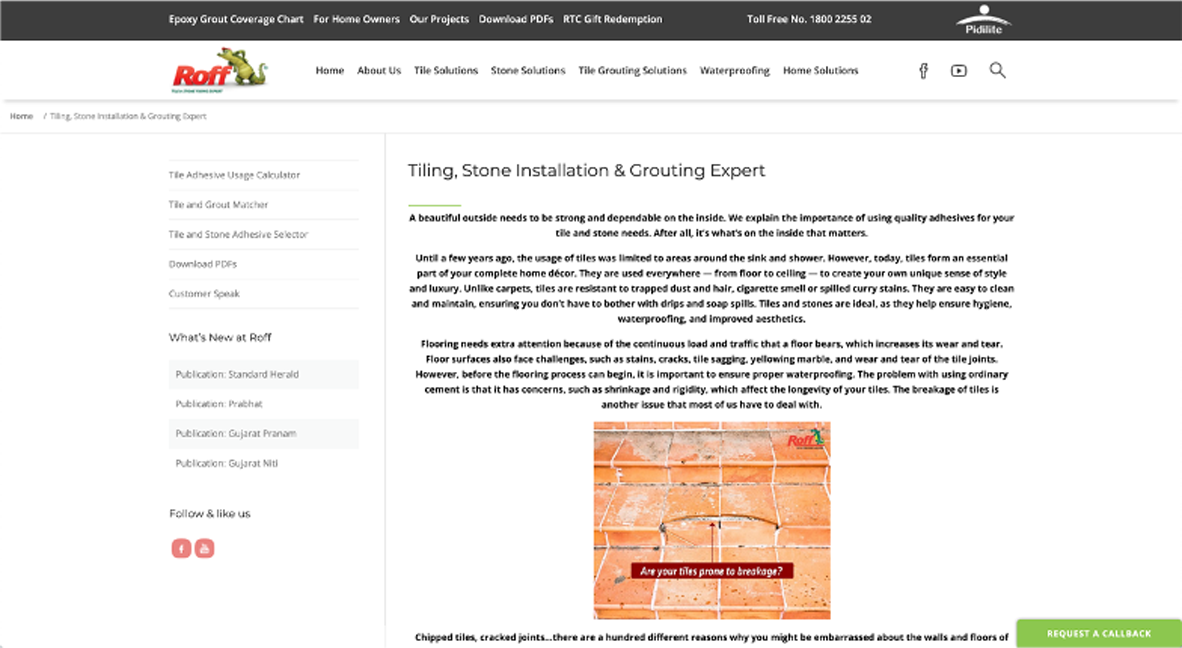 Epoxy Grout Coverage Chart For Home Owners Our Projects Download PDFs RTC Gift Redemption Toll Free No. 1800 2255 02
Pidilite
Roff
Home About Us Tile Solutions Stone Solutions Tile Grouting Solutions Waterproofing Home Solutions
Home / Tiling, Stone Installation & Grouting Expert
Tile Adhesive Usage Calculator
Tile and Grout Matcher
Tile and Stone Adhesive Selector
Download PDFs
Customer Speak
What's New at Roff
Publication: Standard Herald
Publication: Prabhat
Publication: Gujarat Pranam
Publication: Gujarat Niti
Follow & like us
Tiling, Stone Installation & Grouting Expert
A beautiful outside needs to be strong and dependable on the inside. We explain the importance of using quality adhesives for your
tile and stone needs. After all, it's what's on the inside that matters.
Until a few years ago, the usage of tiles was limited to areas around the sink and shower. However, today, tiles form an essential
part of your complete home décor. They are used everywhere — from floor to ceiling — to create your own unique sense of style
and luxury. Unlike carpets, tiles are resistant to trapped dust and hair, cigarette smell or spilled curry stains. They are easy to clean
and maintain, ensuring you don't have to bother with drips and soap spills. Tiles and stones are ideal, as they help ensure hygiene,
waterproofing, and improved aesthetics.
Flooring needs extra attention because of the continuous load and traffic that a floor bears, which increases its wear and tear.
Floor surfaces also face challenges, such as stains, cracks, tile sagging, yellowing marble, and wear and tear of the tile joints.
However, before the flooring process can begin, it is important to ensure proper waterproofing. The problem with using ordinary
cement is that it has concerns, such as shrinkage and rigidity, which affect the longevity of your tiles. The breakage of tiles is
another issue that most of us have to deal with.
Roff
Are your tiles prone to breakage?
Chipped tiles, cracked joints...there are a hundred different reasons why you might be embarrassed about the walls and floors of
REQUEST A CALLBACK